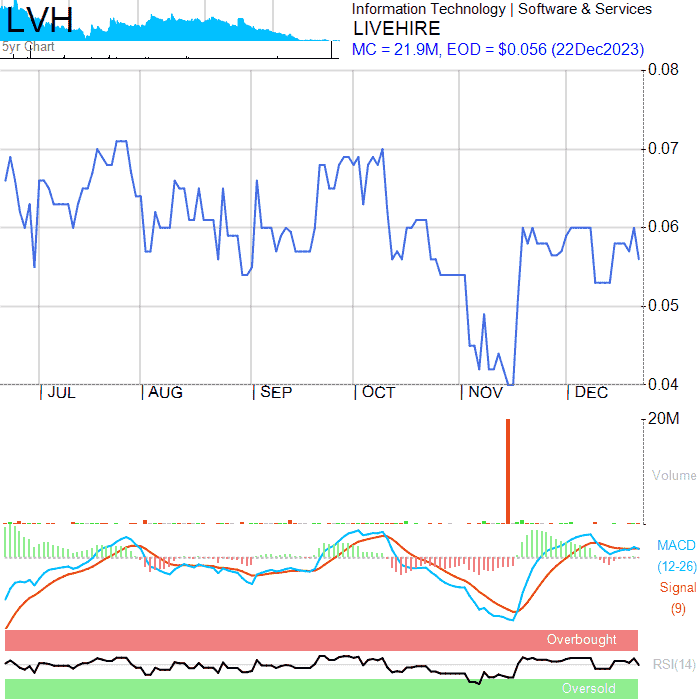 LVH
5yr Chart
Information Technology | Software & Services
LIVEHIRE
MC = 21.9M, EOD = $0.056 (22Dec2023)
0.08
0.07
0.06
0.05
0.04
JUL AUG SEP OCT NOV DEC
20M
Volume
MACD
(12-26)
Signal
(9)
Overbought
RSI(14)
Oversold